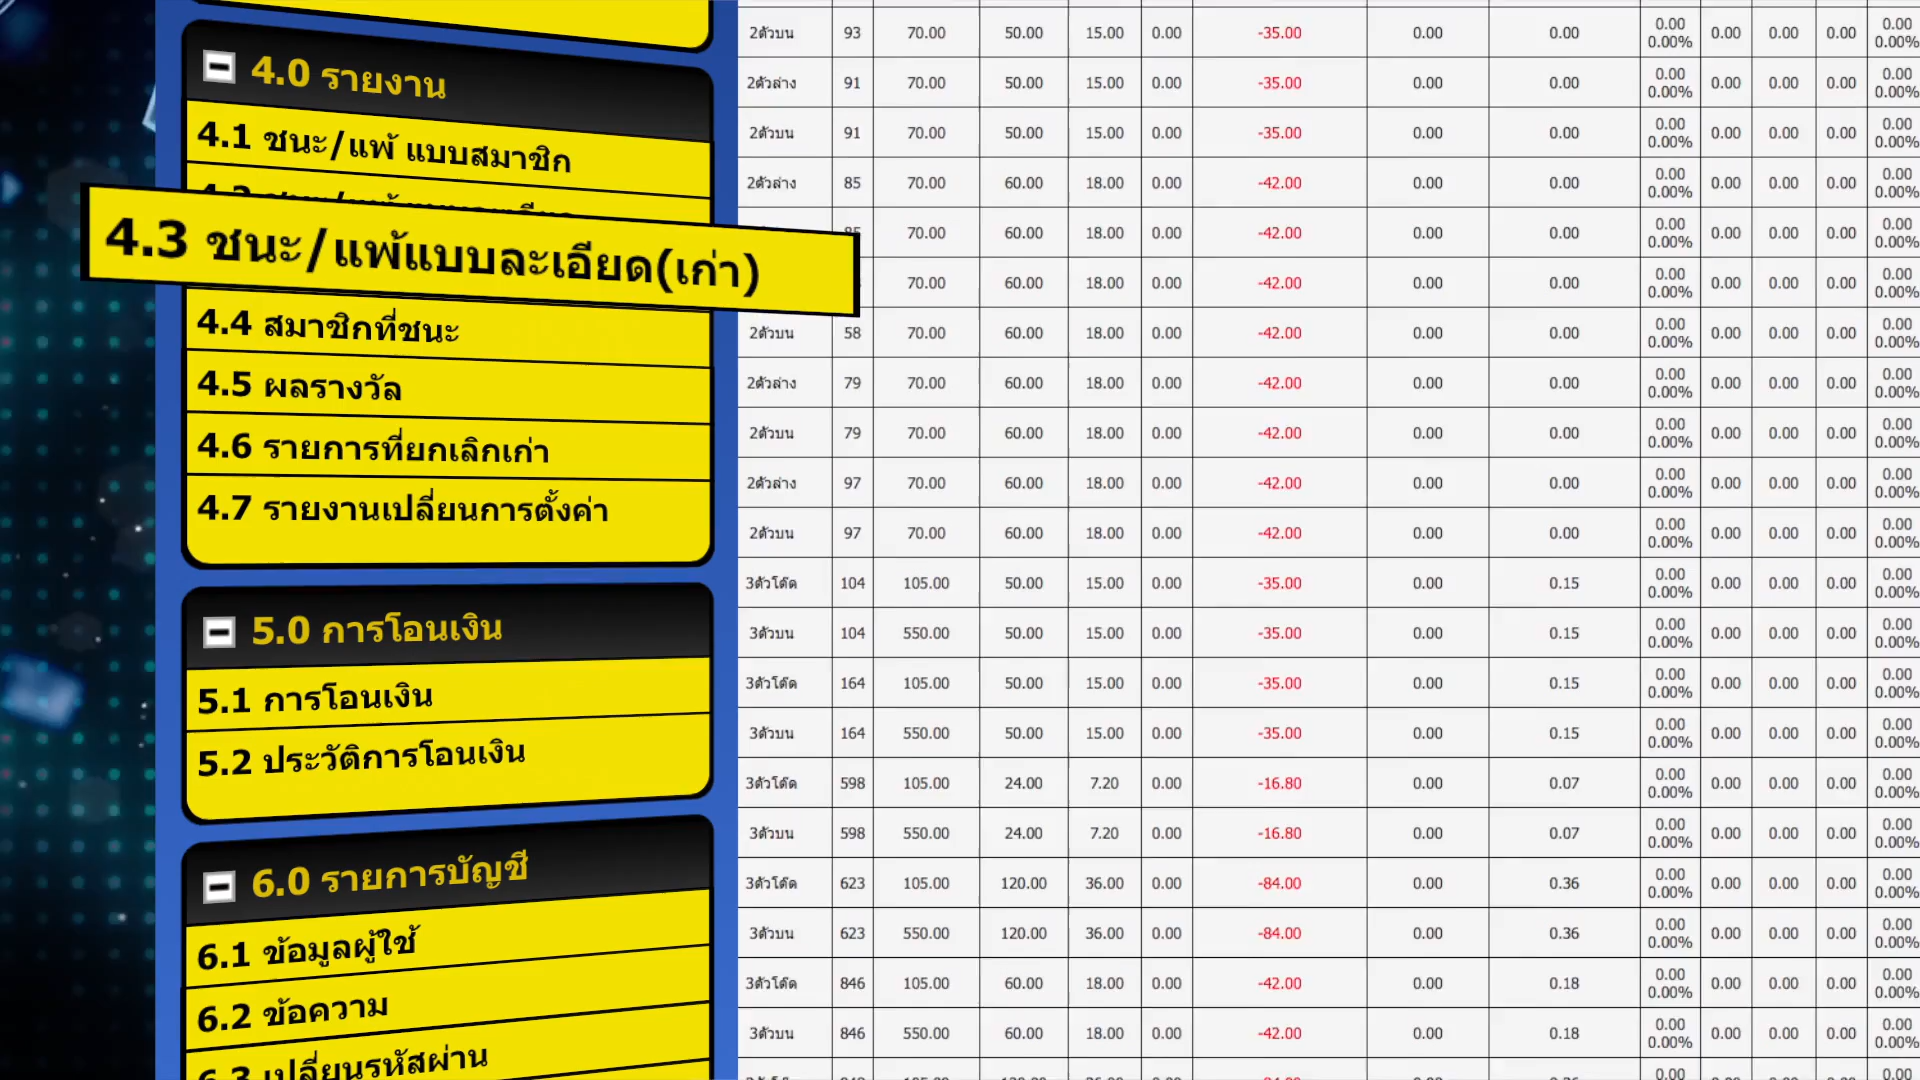 4.0 รายงาน
4.1 ชนะ/แพ้ แบบสมาชิก
4.3 ชนะ/แพ้แบบละเอียด(เก่า)
4.4 สมาชิกที่ชนะ
4.5 ผลรางวัล
4.6 รายการที่ยกเลิกเก่า
4.7 รายงานเปลี่ยนการตั้งค่า
5.0 การโอนเงิน
5.1 การโอนเงิน
5.2 ประวัติการโอนเงิน
6.0 รายการบัญชี
6.1 ข้อมูลผู้ใช้
6.2 ข้อความ
6.3 เปลี่ยนรหัสผ่าน
2ตัวบน 93 70.00 50.00 15.00 0.00 -35.00 0.00 0.00 0.00 0.00% 0.00 0.00 0.00 0.00 0.00%
2ตัวล่าง 91 70.00 50.00 15.00 0.00 -35.00 0.00 0.00 0.00 0.00% 0.00 0.00 0.00 0.00 0.00%
2ตัวบน 91 70.00 50.00 15.00 0.00 -35.00 0.00 0.00 0.00 0.00% 0.00 0.00 0.00 0.00 0.00%
2ตัวล่าง 85 70.00 60.00 18.00 0.00 -42.00 0.00 0.00 0.00 0.00% 0.00 0.00 0.00 0.00 0.00%
85 70.00 60.00 18.00 0.00 -42.00 0.00 0.00 0.00 0.00% 0.00 0.00 0.00 0.00 0.00%
70.00 60.00 18.00 0.00 -42.00 0.00 0.00 0.00 0.00% 0.00 0.00 0.00 0.00 0.00%
2ตัวบน 58 70.00 60.00 18.00 0.00 -42.00 0.00 0.00 0.00 0.00% 0.00 0.00 0.00 0.00 0.00%
2ตัวล่าง 79 70.00 60.00 18.00 0.00 -42.00 0.00 0.00 0.00 0.00% 0.00 0.00 0.00 0.00 0.00%
2ตัวบน 79 70.00 60.00 18.00 0.00 -42.00 0.00 0.00 0.00 0.00% 0.00 0.00 0.00 0.00 0.00%
2ตัวล่าง 97 70.00 60.00 18.00 0.00 -42.00 0.00 0.00 0.00 0.00% 0.00 0.00 0.00 0.00 0.00%
2ตัวบน 97 70.00 60.00 18.00 0.00 -42.00 0.00 0.00 0.00 0.00% 0.00 0.00 0.00 0.00 0.00%
3ตัวโต๊ด 104 105.00 50.00 15.00 0.00 -35.00 0.00 0.15 0.00 0.00% 0.00 0.00 0.00 0.00 0.00%
3ตัวบน 104 550.00 50.00 15.00 0.00 -35.00 0.00 0.15 0.00 0.00% 0.00 0.00 0.00 0.00 0.00%
3ตัวโต๊ด 164 105.00 50.00 15.00 0.00 -35.00 0.00 0.15 0.00 0.00% 0.00 0.00 0.00 0.00 0.00%
3ตัวบน 164 550.00 50.00 15.00 0.00 -35.00 0.00 0.15 0.00 0.00% 0.00 0.00 0.00 0.00 0.00%
3ตัวโต๊ด 598 105.00 24.00 7.20 0.00 -16.80 0.00 0.07 0.00 0.00% 0.00 0.00 0.00 0.00 0.00%
3ตัวบน 598 550.00 24.00 7.20 0.00 -16.80 0.00 0.07 0.00 0.00% 0.00 0.00 0.00 0.00 0.00%
3ตัวโต๊ด 623 105.00 120.00 36.00 0.00 -84.00 0.00 0.36 0.00 0.00% 0.00 0.00 0.00 0.00 0.00%
3ตัวบน 623 550.00 120.00 36.00 0.00 -84.00 0.00 0.36 0.00 0.00% 0.00 0.00 0.00 0.00 0.00%
3ตัวโต๊ด 846 105.00 60.00 18.00 0.00 -42.00 0.00 0.18 0.00 0.00% 0.00 0.00 0.00 0.00 0.00%
3ตัวบน 846 550.00 60.00 18.00 0.00 -42.00 0.00 0.18 0.00 0.00% 0.00 0.00 0.00 0.00 0.00%
0.00 0.00